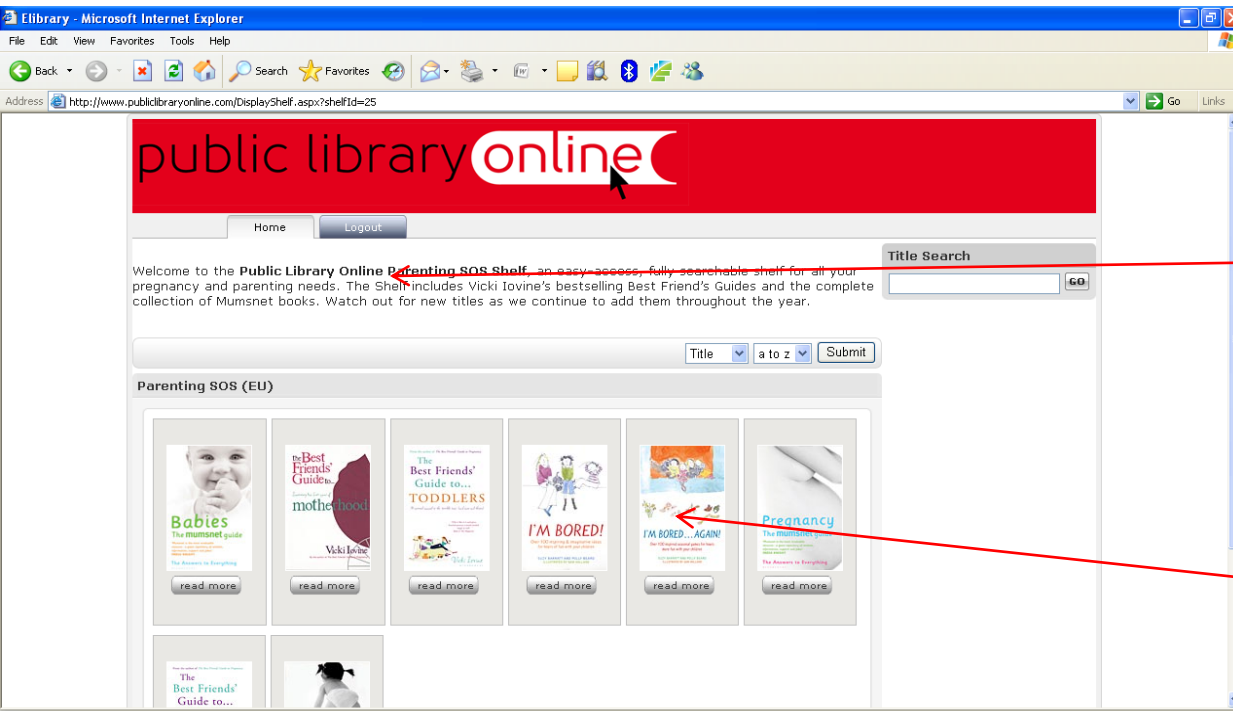 Elibrary - Microsoft Internet Explorer
File Edit View Favorites Tools Help
Back Search Favorites
Address http://www.publiclibraryonline.com/DisplayShelf.aspx?shelfId=25 Go Links
public library online
Home Logout
Welcome to the Public Library Online Parenting SOS Shelf, an easy-access, fully searchable shelf for all your
pregnancy and parenting needs. The Shelf includes Vicki Iovine's bestselling Best Friend's Guides and the complete
collection of Mumsnet books. Watch out for new titles as we continue to add them throughout the year.
Title Search
GO
Title a to z Submit
Parenting SOS (EU)
Babies
The mumsnet guide
The Answers to Everything
read more
The Best
Friends'
Guide to...
motherhood
Vicki Iovine
read more
The
Best Friends'
Guide to...
TODDLERS
Vicki Iovine
read more
I'M BORED!
read more
I'M BORED...AGAIN!
read more
Pregnancy
The mumsnet guide
The Answers to Everything
read more
The
Best Friends'
Guide to...